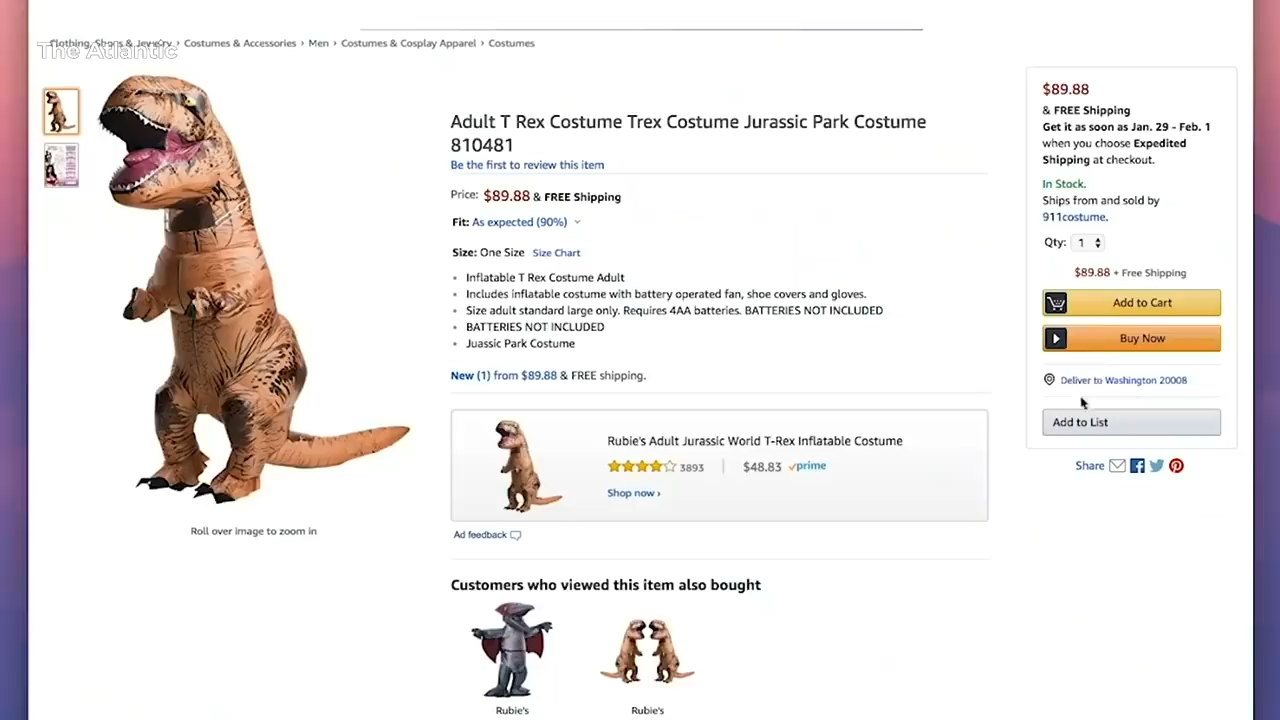 The Atlantic
Clothing, Shoes & Jewelry › Costumes & Accessories › Men › Costumes & Cosplay Apparel › Costumes
Adult T Rex Costume Trex Costume Jurassic Park Costume
810481
Be the first to review this item
Price: $89.88 & FREE Shipping
Fit: As expected (90%)
Size: One Size Size Chart
• Inflatable T Rex Costume Adult
• Includes inflatable costume with battery operated fan, shoe covers and gloves.
• Size adult standard large only. Requires 4AA batteries. BATTERIES NOT INCLUDED
• BATTERIES NOT INCLUDED
• Juassic Park Costume
New (1) from $89.88 & FREE shipping.
Roll over image to zoom in
Rubie's Adult Jurassic World T-Rex Inflatable Costume
3893 | $48.83 prime
Shop now ›
Ad feedback
Customers who viewed this item also bought
Rubie's Rubie's
$89.88
& FREE Shipping
Get it as soon as Jan. 29 - Feb. 1
when you choose Expedited
Shipping at checkout.
In Stock.
Ships from and sold by
911costume.
Qty: 1
$89.88 + Free Shipping
Add to Cart
Buy Now
Deliver to Washington 20008
Add to List
Share